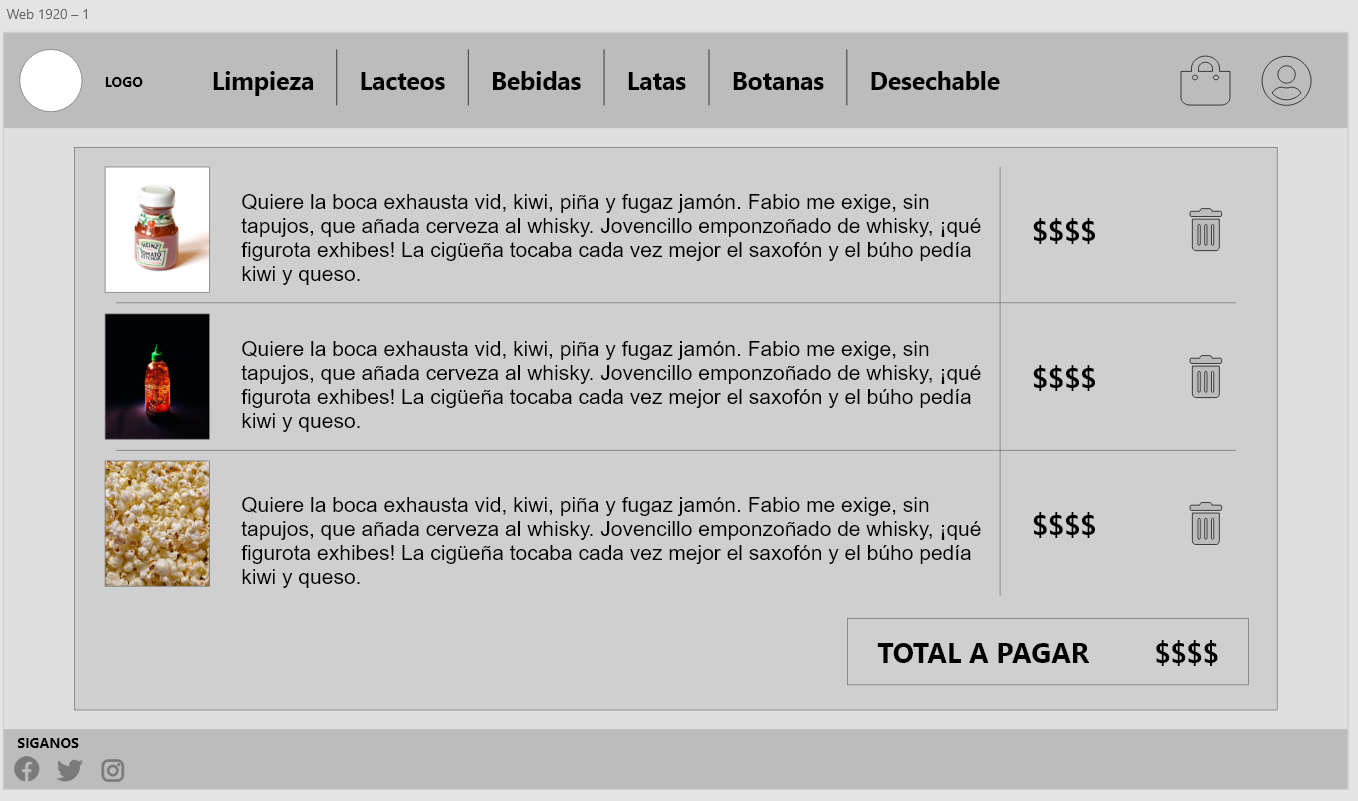 Web 1920 – 1
LOGO
Limpieza
Lacteos
Bebidas
Latas
Botanas
Desechable
HEINZ
TOMATO
KETCHUP
Quiere la boca exhausta vid, kiwi, piña y fugaz jamón. Fabio me exige, sin
tapujos, que añada cerveza al whisky. Jovencillo emponzoñado de whisky, ¡qué
figurota exhibes! La cigüeña tocaba cada vez mejor el saxofón y el búho pedía
kiwi y queso.
$$$$
Quiere la boca exhausta vid, kiwi, piña y fugaz jamón. Fabio me exige, sin
tapujos, que añada cerveza al whisky. Jovencillo emponzoñado de whisky, ¡qué
figurota exhibes! La cigüeña tocaba cada vez mejor el saxofón y el búho pedía
kiwi y queso.
$$$$
Quiere la boca exhausta vid, kiwi, piña y fugaz jamón. Fabio me exige, sin
tapujos, que añada cerveza al whisky. Jovencillo emponzoñado de whisky, ¡qué
figurota exhibes! La cigüeña tocaba cada vez mejor el saxofón y el búho pedía
kiwi y queso.
$$$$
TOTAL A PAGAR $$$$
SIGANOS